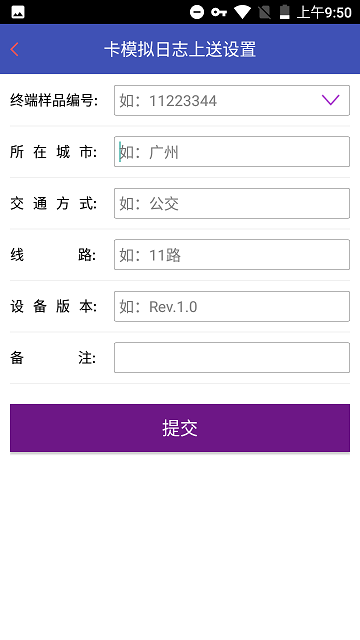 上午9:50
卡模拟日志上送设置
终端样品编号: 如：11223344
所在城市: 如：广州
交通方式: 如：公交
线路: 如：11路
设备版本: 如：Rev.1.0
备注:
提交